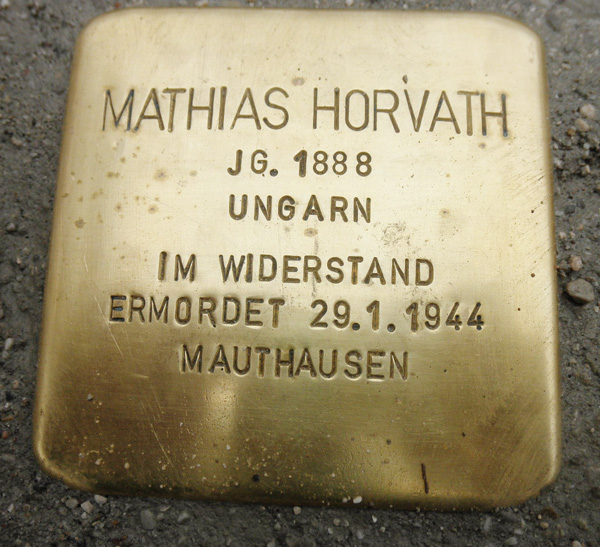 MATHIAS HORVATH
JG. 1888
UNGARN
IM WIDERSTAND
ERMORDET 29.1.1944
MAUTHAUSEN